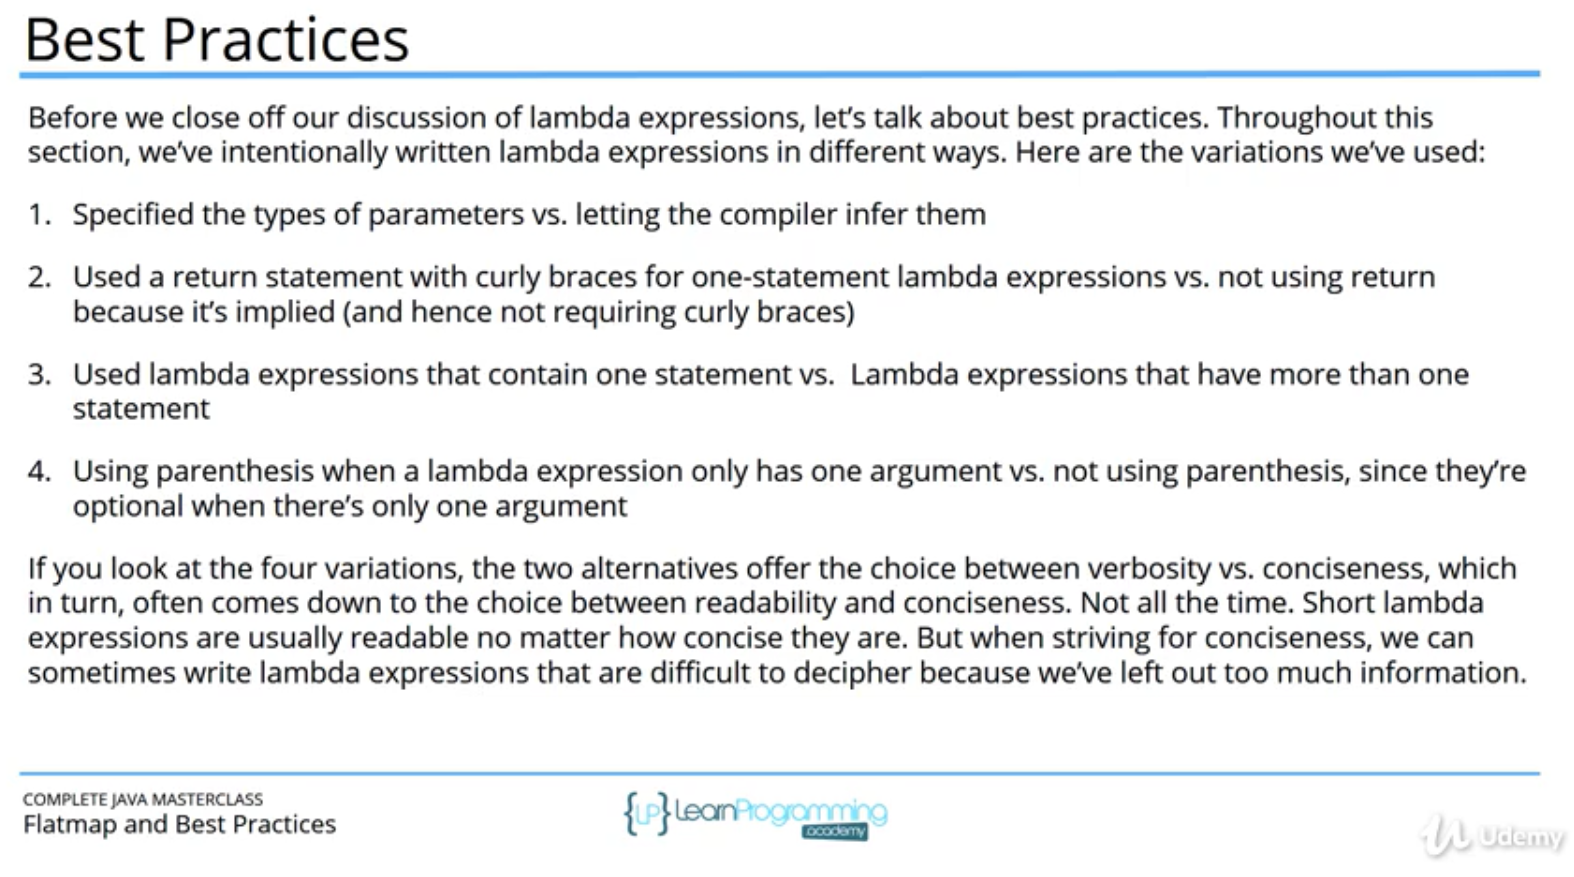 Best Practices
Before we close off our discussion of lambda expressions, let's talk about best practices. Throughout this
section, we've intentionally written lambda expressions in different ways. Here are the variations we've used:
1. Specified the types of parameters vs. letting the compiler infer them
2. Used a return statement with curly braces for one-statement lambda expressions vs. not using return
because it's implied (and hence not requiring curly braces)
3. Used lambda expressions that contain one statement vs.  Lambda expressions that have more than one
statement
4. Using parenthesis when a lambda expression only has one argument vs. not using parenthesis, since they're
optional when there's only one argument
If you look at the four variations, the two alternatives offer the choice between verbosity vs. conciseness, which
in turn, often comes down to the choice between readability and conciseness. Not all the time. Short lambda
expressions are usually readable no matter how concise they are. But when striving for conciseness, we can
sometimes write lambda expressions that are difficult to decipher because we've left out too much information.
COMPLETE JAVA MASTERCLASS
Flatmap and Best Practices
{LP} LearnProgramming
academy
Udemy